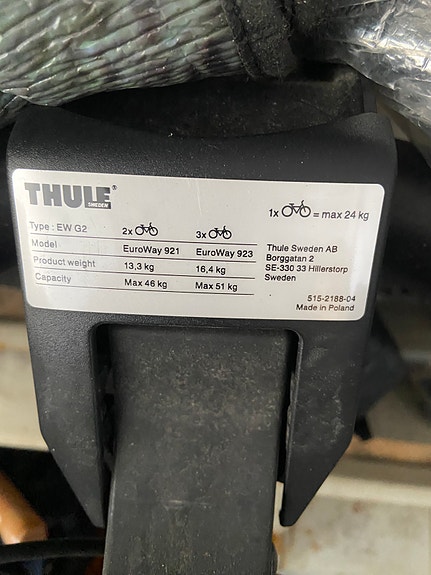 THULE®
SWEDEN
1x = max 24 kg
Type : EW G2 2x 3x
Model EuroWay 921 EuroWay 923
Product weight 13,3 kg 16,4 kg
Capacity Max 46 kg Max 51 kg
Thule Sweden AB
Borggatan 2
SE-330 33 Hillerstorp
Sweden
515-2188-04
Made in Poland